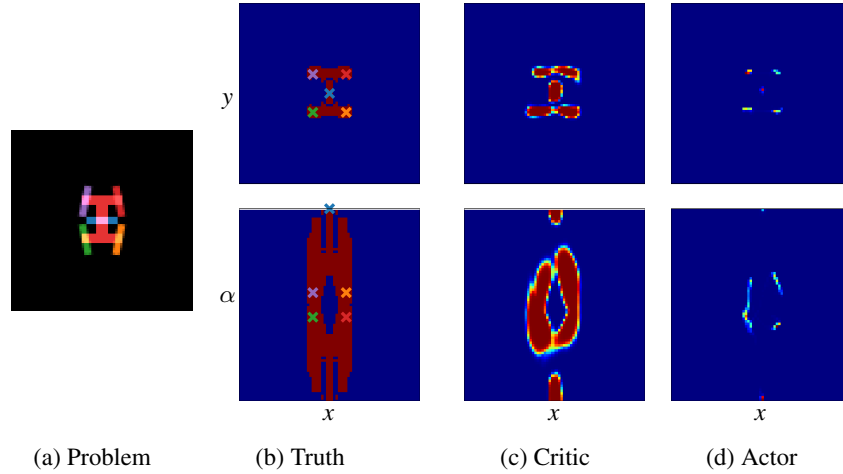 y
α
x
x
x
(a) Problem
(b) Truth
(c) Critic
(d) Actor